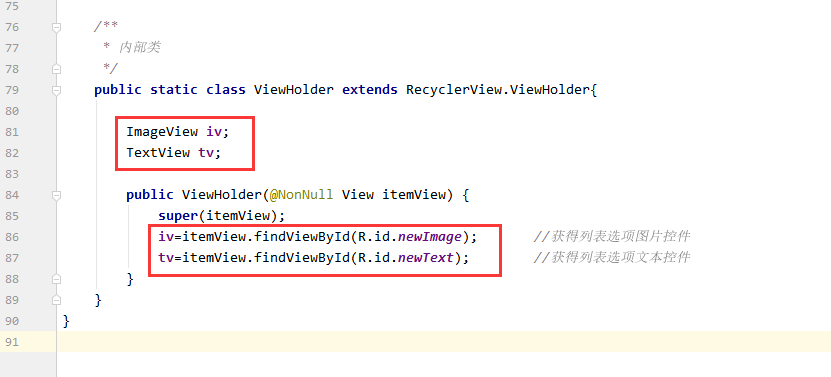 75
76 /**
77 * 内部类
78 */
79 public static class ViewHolder extends RecyclerView.ViewHolder{
80
81 ImageView iv;
82 TextView tv;
83
84 public ViewHolder(@NonNull View itemView) {
85 super(itemView);
86 iv=itemView.findViewById(R.id.newImage); //获得列表选项图片控件
87 tv=itemView.findViewById(R.id.newText); //获得列表选项文本控件
88 }
89 }
90 }
91